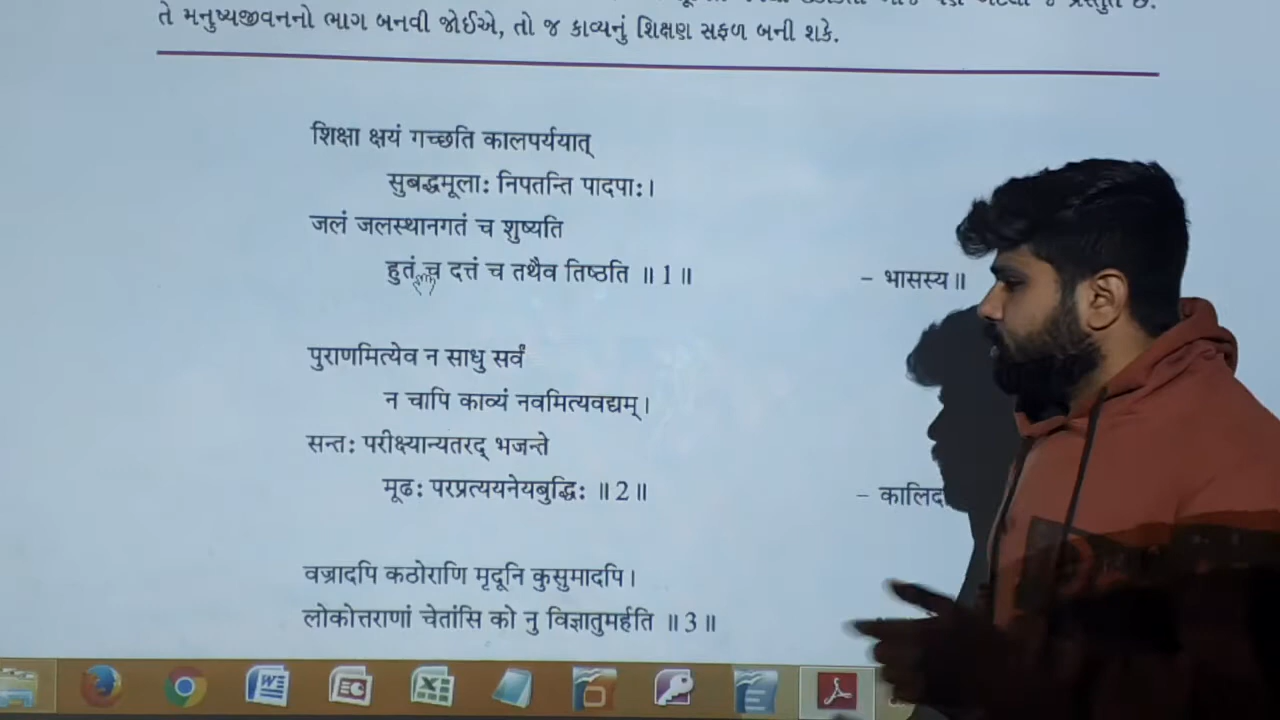 તે મનુષ્યજીવનનો ભાગ બનવી જોઈએ, તો જ કાવ્યનું શિક્ષણ સફળ બની શકે.
शिक्षा क्षयं गच्छति कालपर्ययात्
सुबद्धमूलाः निपतन्ति पादपाः।
जलं जलस्थानगतं च शुष्यति
हुतं च दत्तं च तथैव तिष्ठति ॥ 1 ॥ – भासस्य ॥
पुराणमित्येव न साधु सर्वं
न चापि काव्यं नवमित्यवद्यम्।
सन्तः परीक्ष्यान्यतरद् भजन्ते
मूढः परप्रत्ययनेयबुद्धिः ॥ 2 ॥ – कालिद
वज्रादपि कठोराणि मृदूनि कुसुमादपि।
लोकोत्तराणां चेतांसि को नु विज्ञातुमर्हति ॥ 3 ॥